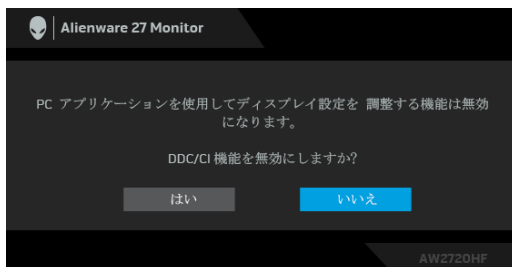 Alienware 27 Monitor
PC アプリケーションを使用してディスプレイ設定を 調整する機能は無効
になります。
DDC/CI 機能を無効にしますか?
はい
いいえ
AW2720HF